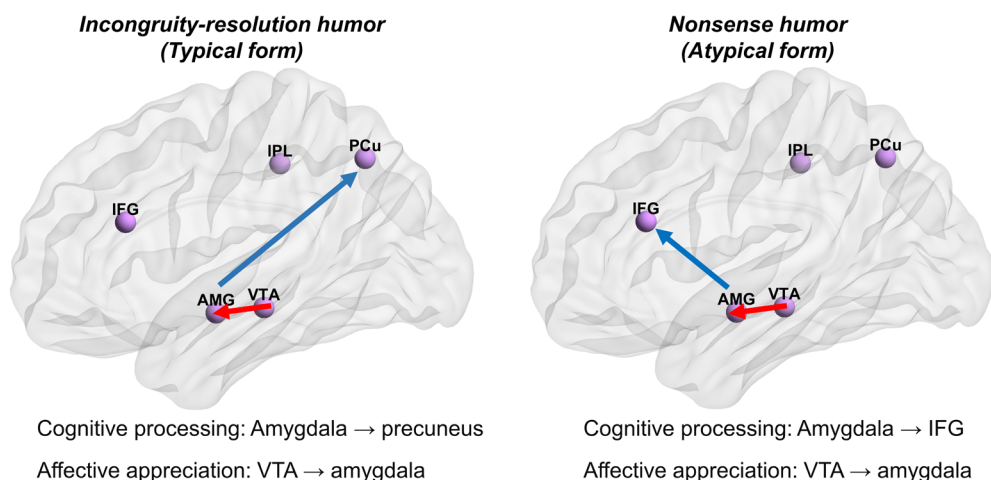 Incongruity-resolution humor
(Typical form)
IPL
PCu
IFG
AMG
VTA
Cognitive processing: Amygdala → precuneus
Affective appreciation: VTA → amygdala
Nonsense humor
(Atypical form)
IPL
PCu
IFG
AMG
VTA
Cognitive processing: Amygdala → IFG
Affective appreciation: VTA → amygdala